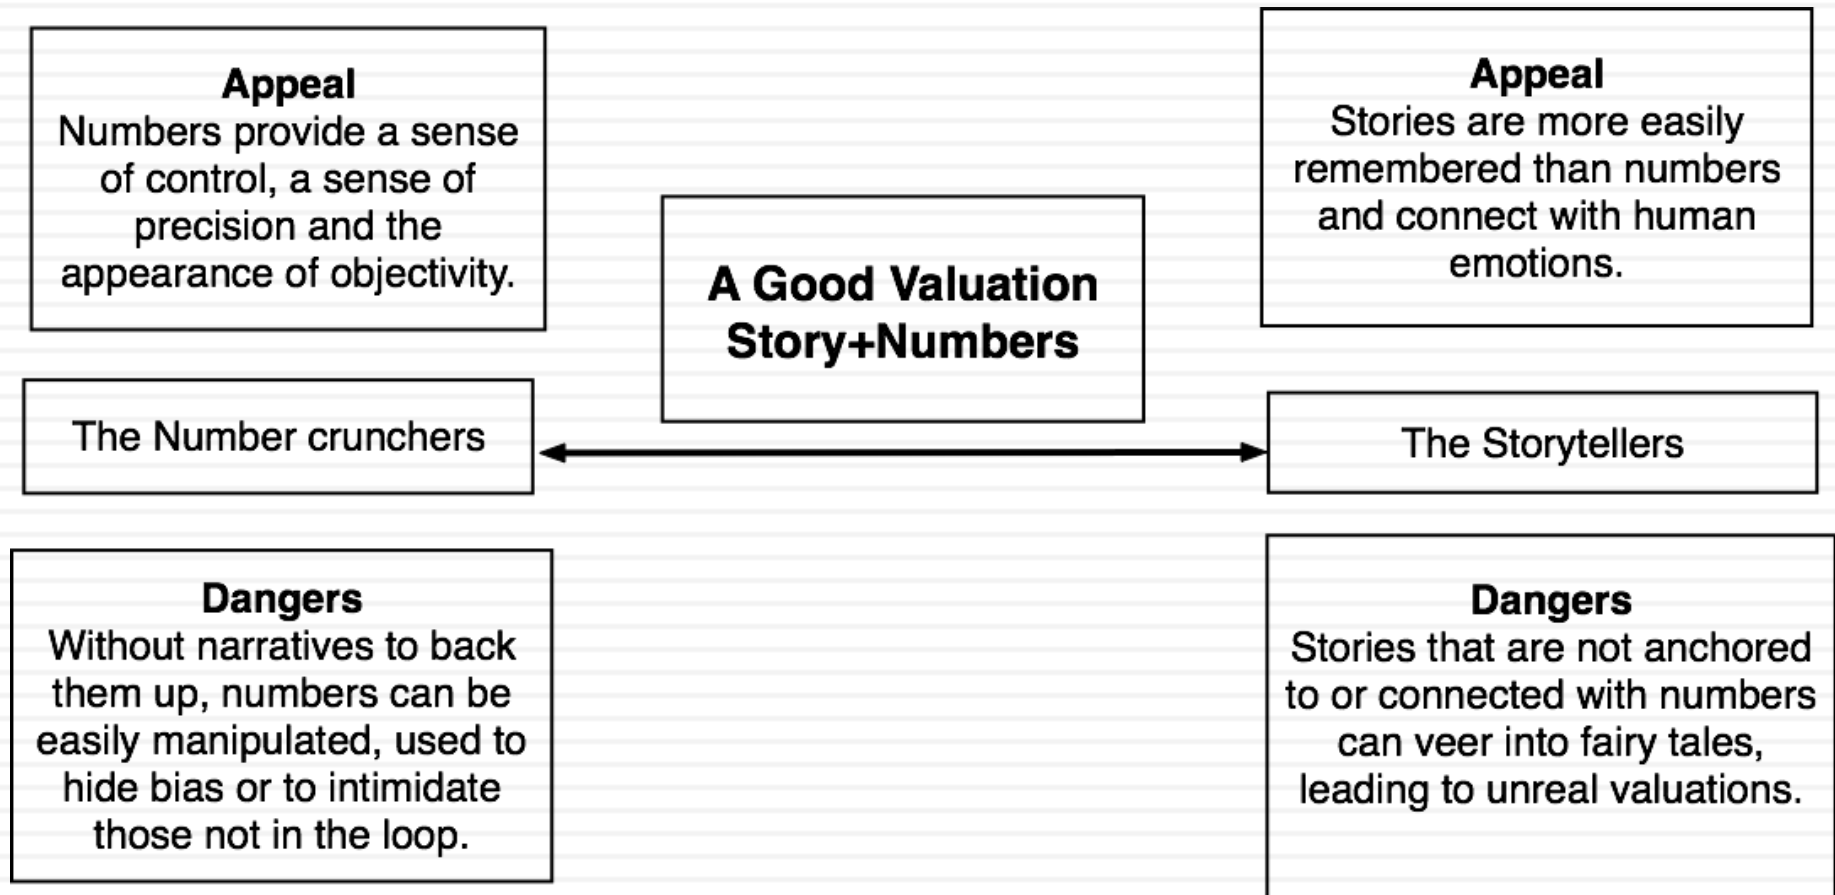 Appeal
Numbers provide a sense
of control, a sense of
precision and the
appearance of objectivity.
A Good Valuation
Story+Numbers
Appeal
Stories are more easily
remembered than numbers
and connect with human
emotions.
The Number crunchers
The Storytellers
Dangers
Without narratives to back
them up, numbers can be
easily manipulated, used to
hide bias or to intimidate
those not in the loop.
Dangers
Stories that are not anchored
to or connected with numbers
can veer into fairy tales,
leading to unreal valuations.